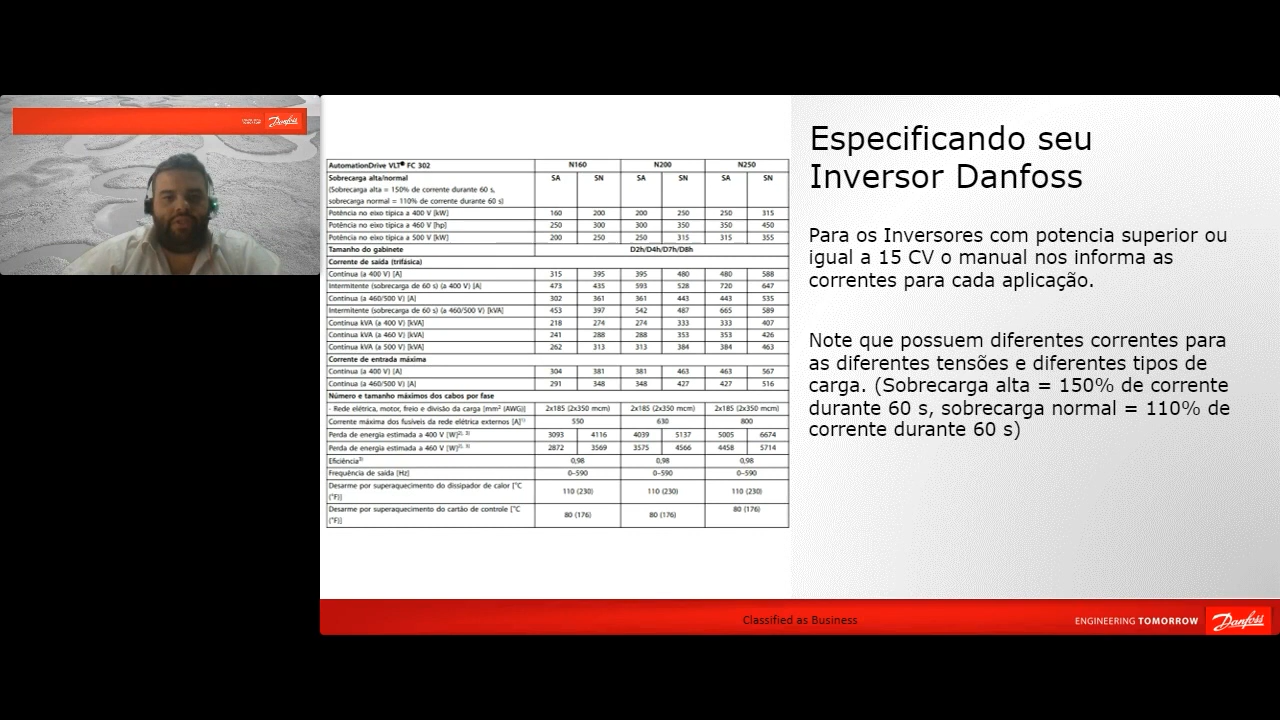 Danfoss
Especificando seu
Inversor Danfoss
Para os Inversores com potencia superior ou
igual a 15 CV o manual nos informa as
correntes para cada aplicação.
Note que possuem diferentes correntes para
as diferentes tensões e diferentes tipos de
carga. (Sobrecarga alta = 150% de corrente
durante 60 s, sobrecarga normal = 110% de
corrente durante 60 s)
AutomationDrive VLT® FC 302 N160 N200 N250
Sobrecarga alta/normal SA SN SA SN SA SN
(Sobrecarga alta = 150% de corrente durante 60 s,
sobrecarga normal = 110% de corrente durante 60 s)
Potência no eixo típica a 400 V [kW] 160 200 200 250 250 315
Potência no eixo típica a 460 V [hp] 250 300 300 350 350 450
Potência no eixo típica a 500 V [kW] 200 250 250 315 315 355
Tamanho do gabinete D2h/D4h/D7h/D8h
Corrente de saída (trifásica)
Contínua (a 400 V) [A] 315 395 395 480 480 588
Intermitente (sobrecarga de 60 s) (a 400 V) [A] 473 435 593 528 720 647
Contínua (a 460/500 V) [A] 302 361 361 443 443 535
Intermitente (sobrecarga de 60 s) (a 460/500 V) [kVA] 453 397 542 487 665 589
Contínua kVA (a 400 V) [kVA] 218 274 274 333 333 407
Contínua kVA (a 460 V) [kVA] 241 288 288 353 353 426
Contínua kVA (a 500 V) [kVA] 262 313 313 384 384 463
Corrente de entrada máxima
Contínua (a 400 V) [A] 304 381 381 463 463 567
Contínua (a 460/500 V) [A] 291 348 348 427 427 516
Número e tamanho máximos dos cabos por fase
- Rede elétrica, motor, freio e divisão da carga [mm² (AWG)] 2x185 (2x350 mcm) 2x185 (2x350 mcm) 2x185 (2x350 mcm)
Corrente máxima dos fusíveis da rede elétrica externos [A]¹⁾ 550 630 800
Perda de energia estimada a 400 V [W]²⁾, ³⁾ 3093 4116 4039 5137 5005 6674
Perda de energia estimada a 460 V [W]²⁾, ³⁾ 2872 3569 3575 4566 4458 5714
Eficiência³⁾ 0,98 0,98 0,98
Frequência de saída [Hz] 0–590 0–590 0–590
Desarme por superaquecimento do dissipador de calor [°C
(°F)] 110 (230) 110 (230) 110 (230)
Desarme por superaquecimento do cartão de controle [°C
(°F)] 80 (176) 80 (176) 80 (176)
Classified as Business
ENGINEERING TOMORROW
Danfoss